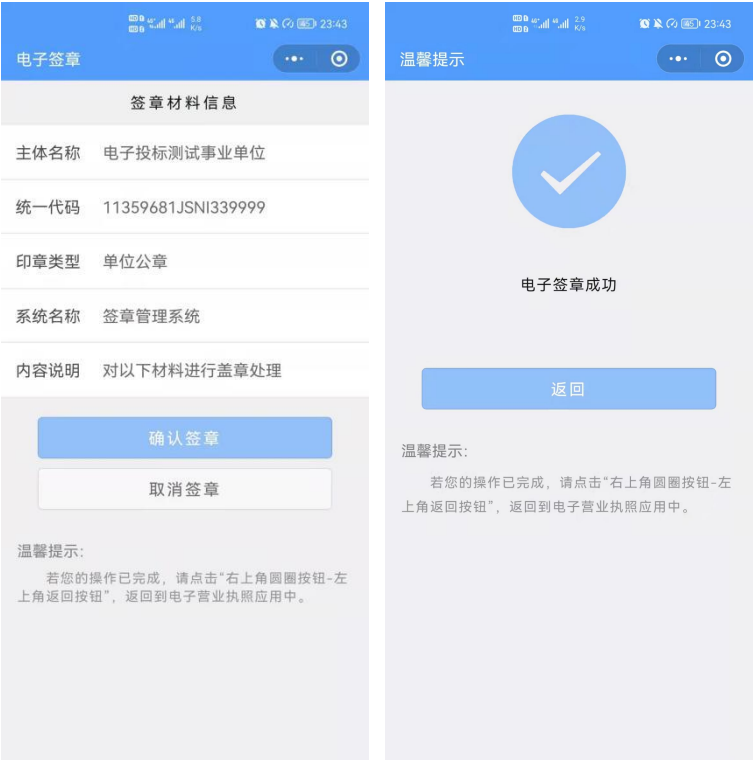 5.8
K/s
45
23:43
电子签章
签章材料信息
主体名称 电子投标测试事业单位
统一代码 11359681JSNI339999
印章类型 单位公章
系统名称 签章管理系统
内容说明 对以下材料进行盖章处理
确认签章
取消签章
温馨提示:
若您的操作已完成，请点击“右上角圆圈按钮-左
上角返回按钮”，返回到电子营业执照应用中。
2.9
K/s
45
23:43
温馨提示
电子签章成功
返回
温馨提示:
若您的操作已完成，请点击“右上角圆圈按钮-左
上角返回按钮”，返回到电子营业执照应用中。